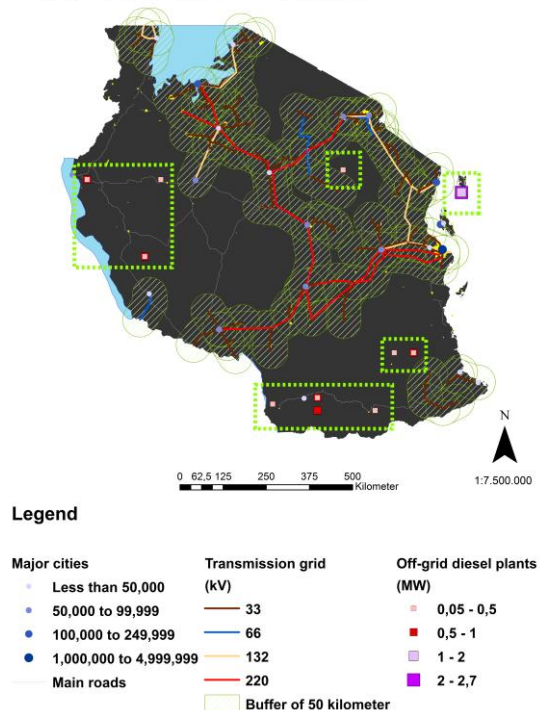 N
0 62,5 125 250 375 500
Kilometer
1:7.500.000
Legend
Major cities
Less than 50,000
50,000 to 99,999
100,000 to 249,999
1,000,000 to 4,999,999
Main roads
Transmission grid
(kV)
33
66
132
220
Buffer of 50 kilometer
Off-grid diesel plants
(MW)
0,05 - 0,5
0,5 - 1
1 - 2
2 - 2,7